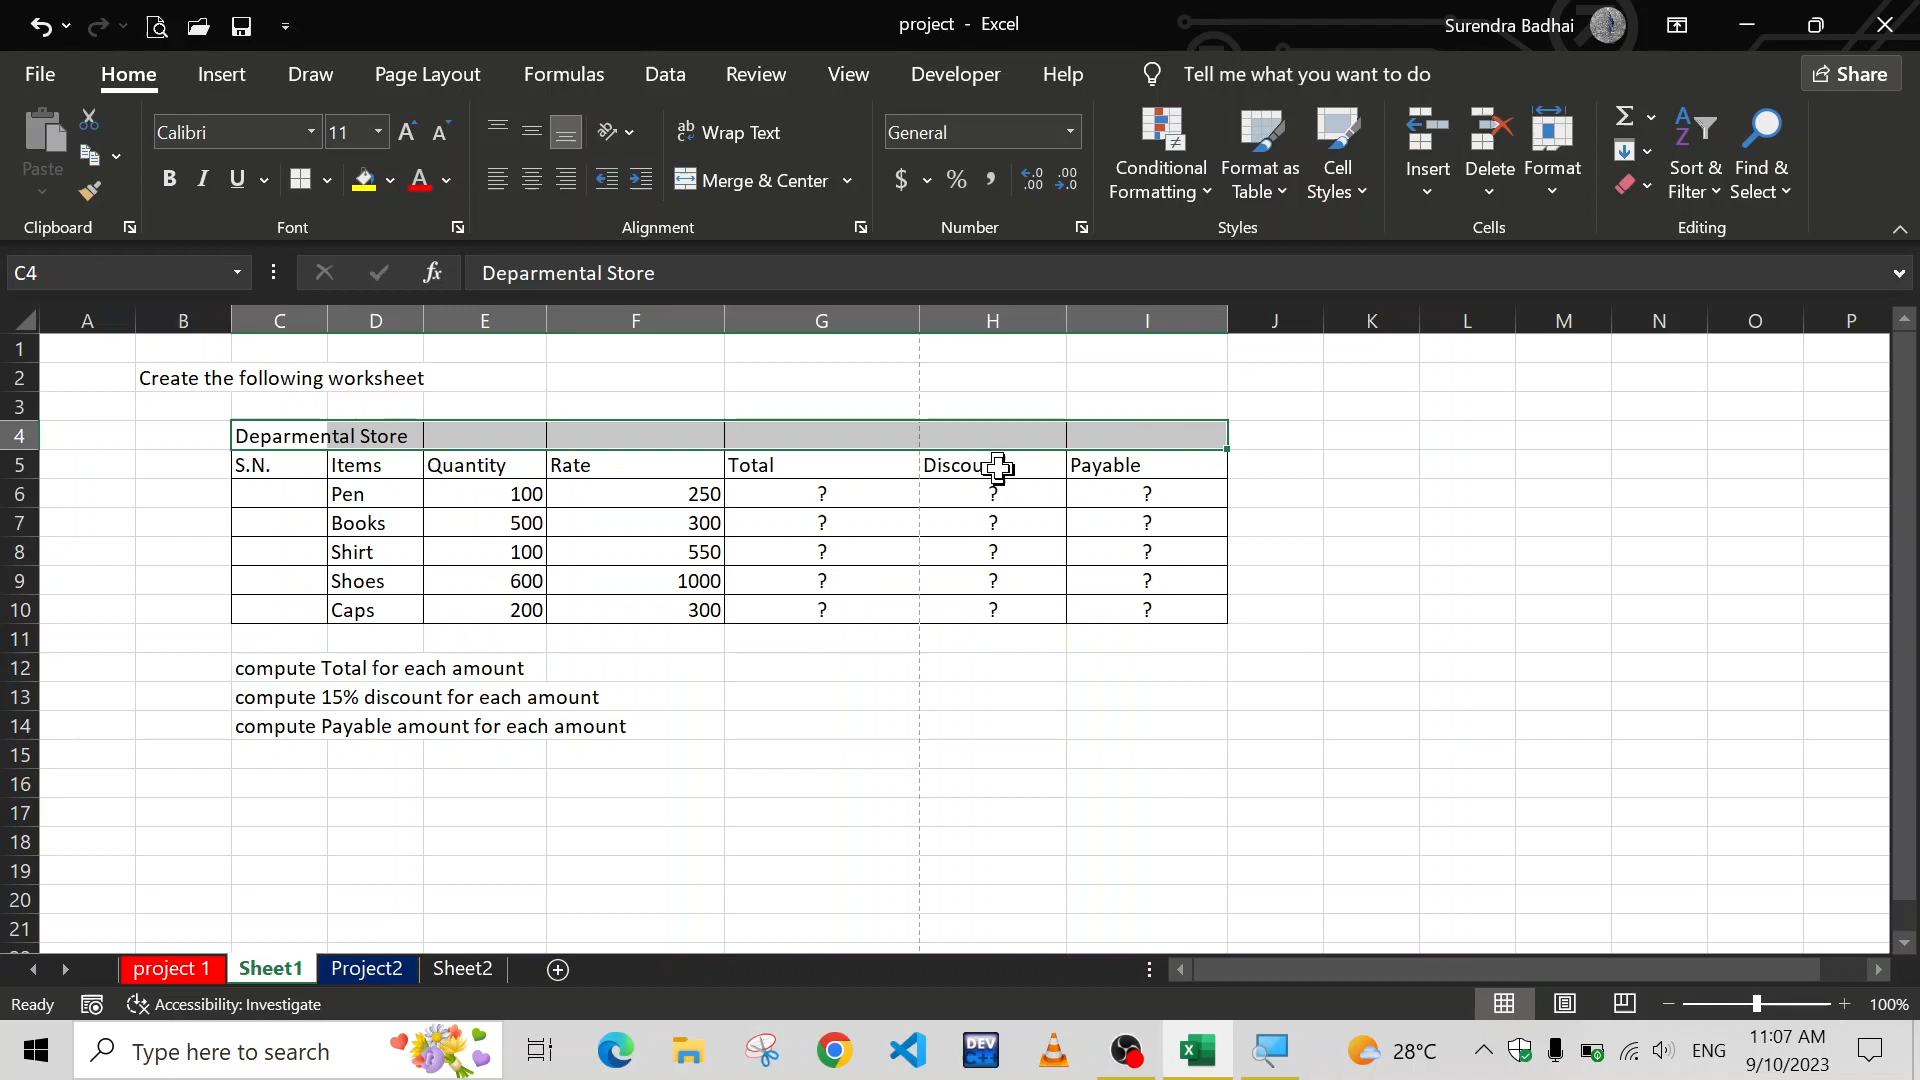 project - Excel
Surendra Badhai
File Home Insert Draw Page Layout Formulas Data Review View Developer Help Tell me what you want to do Share
Paste
Clipboard
Calibri 11
B I U
Font
Wrap Text
Merge & Center
Alignment
General
$ % ,
Number
Conditional Formatting
Format as Table
Cell Styles
Styles
Insert Delete Format
Cells
Sort & Filter
Find & Select
Editing
C4
fx
Deparmental Store
A B C D E F G H I J K L M N O P
1
2 Create the following worksheet
3
4 Deparmental Store
5 S.N. Items Quantity Rate Total Payable
6 Pen 100 250 ? ? ?
7 Books 500 300 ? ? ?
8 Shirt 100 550 ? ? ?
9 Shoes 600 1000 ? ? ?
10 Caps 200 300 ? ? ?
11
12 compute Total for each amount
13 compute 15% discount for each amount
14 compute Payable amount for each amount
15
16
17
18
19
20
21
project 1 Sheet1 Project2 Sheet2
Ready Accessibility: Investigate 100%
Type here to search
DEV
28°C
ENG
11:07 AM
9/10/2023